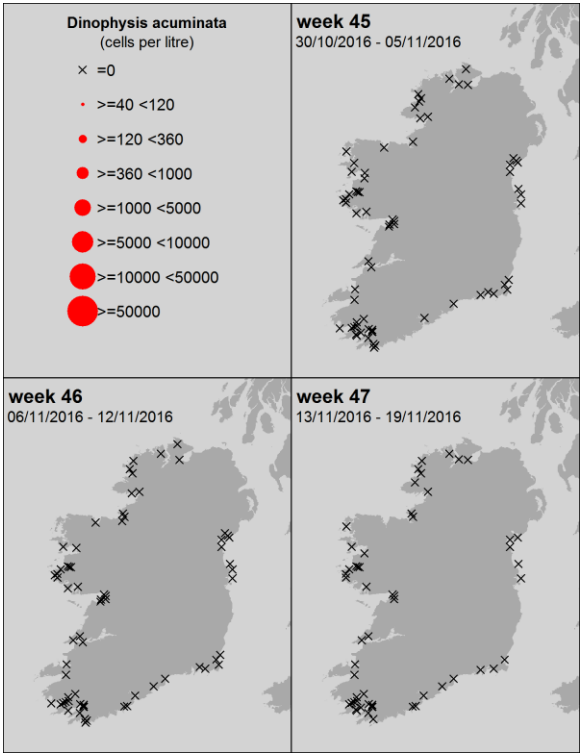 Dinophysis acuminata
(cells per litre)
=0
>=40 <120
>=120 <360
>=360 <1000
>=1000 <5000
>=5000 <10000
>=10000 <50000
>=50000
week 45
30/10/2016 - 05/11/2016
week 46
06/11/2016 - 12/11/2016
week 47
13/11/2016 - 19/11/2016